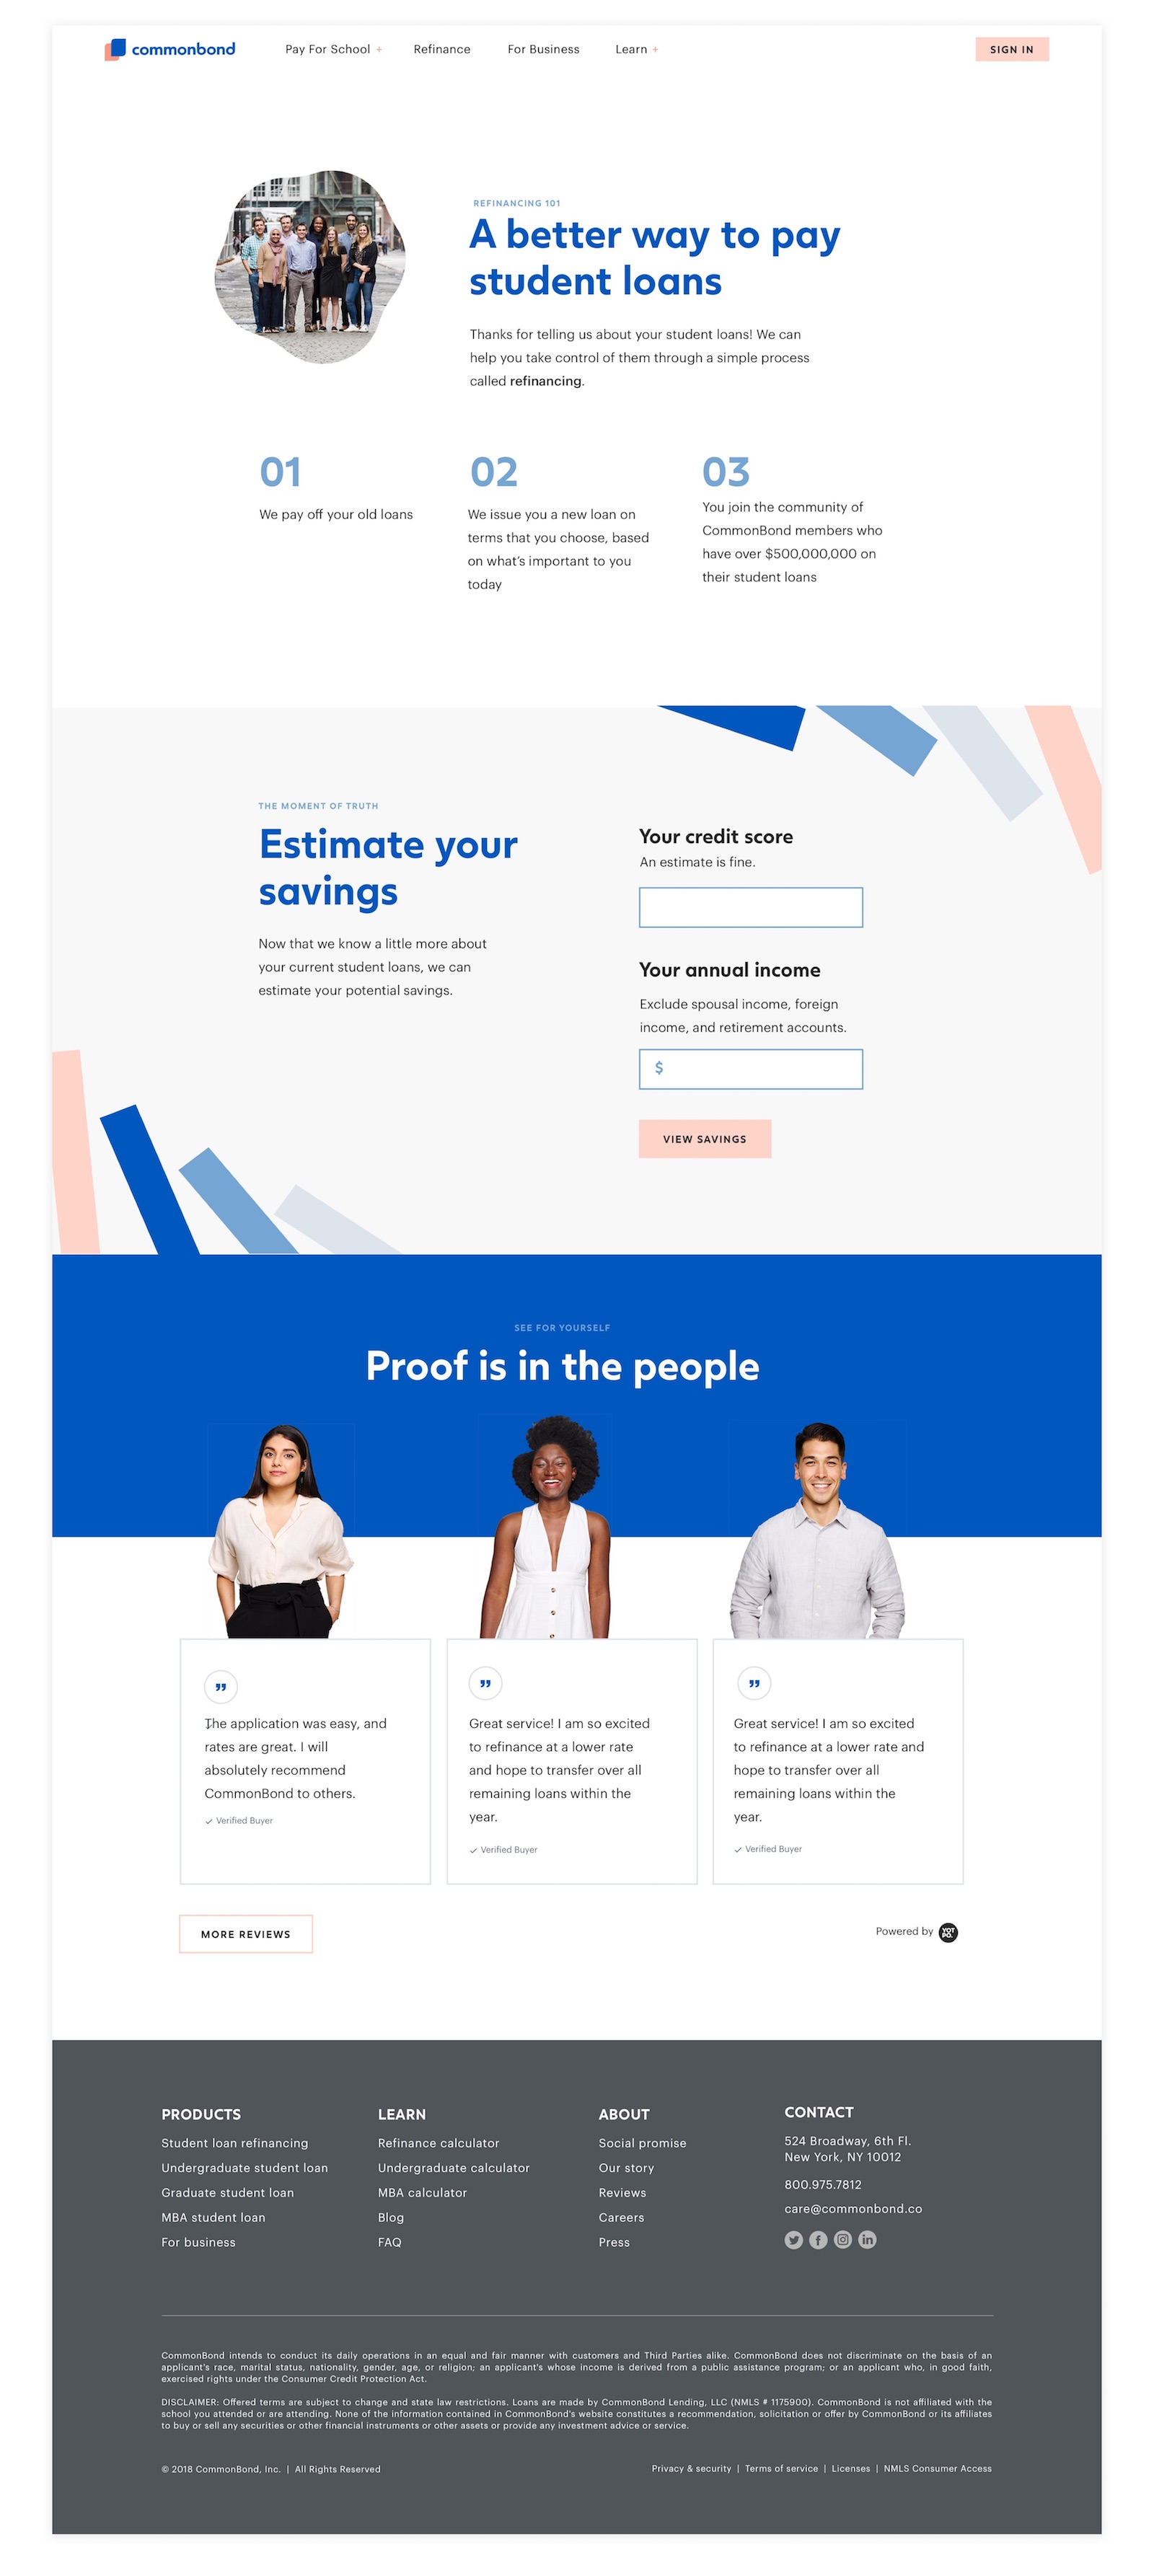 commonbond
Pay For School +
Refinance
For Business
Learn +
SIGN IN
REFINANCING 101
A better way to pay
student loans
Thanks for telling us about your student loans! We can
help you take control of them through a simple process
called refinancing.
01
We pay off your old loans
02
We issue you a new loan on
terms that you choose, based
on what's important to you
today
03
You join the community of
CommonBond members who
have over $500,000,000 on
their student loans
THE MOMENT OF TRUTH
Estimate your
savings
Now that we know a little more about
your current student loans, we can
estimate your potential savings.
Your credit score
An estimate is fine.
Your annual income
Exclude spousal income, foreign
income, and retirement accounts.
$
VIEW SAVINGS
SEE FOR YOURSELF
Proof is in the people
"
The application was easy, and
rates are great. I will
absolutely recommend
CommonBond to others.
✓ Verified Buyer
"
Great service! I am so excited
to refinance at a lower rate
and hope to transfer over all
remaining loans within the
year.
✓ Verified Buyer
"
Great service! I am so excited
to refinance at a lower rate and
hope to transfer over all
remaining loans within the
year.
✓ Verified Buyer
MORE REVIEWS
Powered by YOTPO.
PRODUCTS
Student loan refinancing
Undergraduate student loan
Graduate student loan
MBA student loan
For business
LEARN
Refinance calculator
Undergraduate calculator
MBA calculator
Blog
FAQ
ABOUT
Social promise
Our story
Reviews
Careers
Press
CONTACT
524 Broadway, 6th Fl.
New York, NY 10012
800.975.7812
care@commonbond.co
CommonBond intends to conduct its daily operations in an equal and fair manner with customers and Third Parties alike. CommonBond does not discriminate on the basis of an
applicant's race, marital status, nationality, gender, age, or religion; an applicant's whose income is derived from a public assistance program; or an applicant who, in good faith,
exercised rights under the Consumer Credit Protection Act.
DISCLAIMER: Offered terms are subject to change and state law restrictions. Loans are made by CommonBond Lending, LLC (NMLS # 1175900). CommonBond is not affiliated with the
school you attended or are attending. None of the information contained in CommonBond's website constitutes a recommendation, solicitation or offer by CommonBond or its affiliates
to buy or sell any securities or other financial instruments or other assets or provide any investment advice or service.
© 2018 CommonBond, Inc. | All Rights Reserved
Privacy & security | Terms of service | Licenses | NMLS Consumer Access